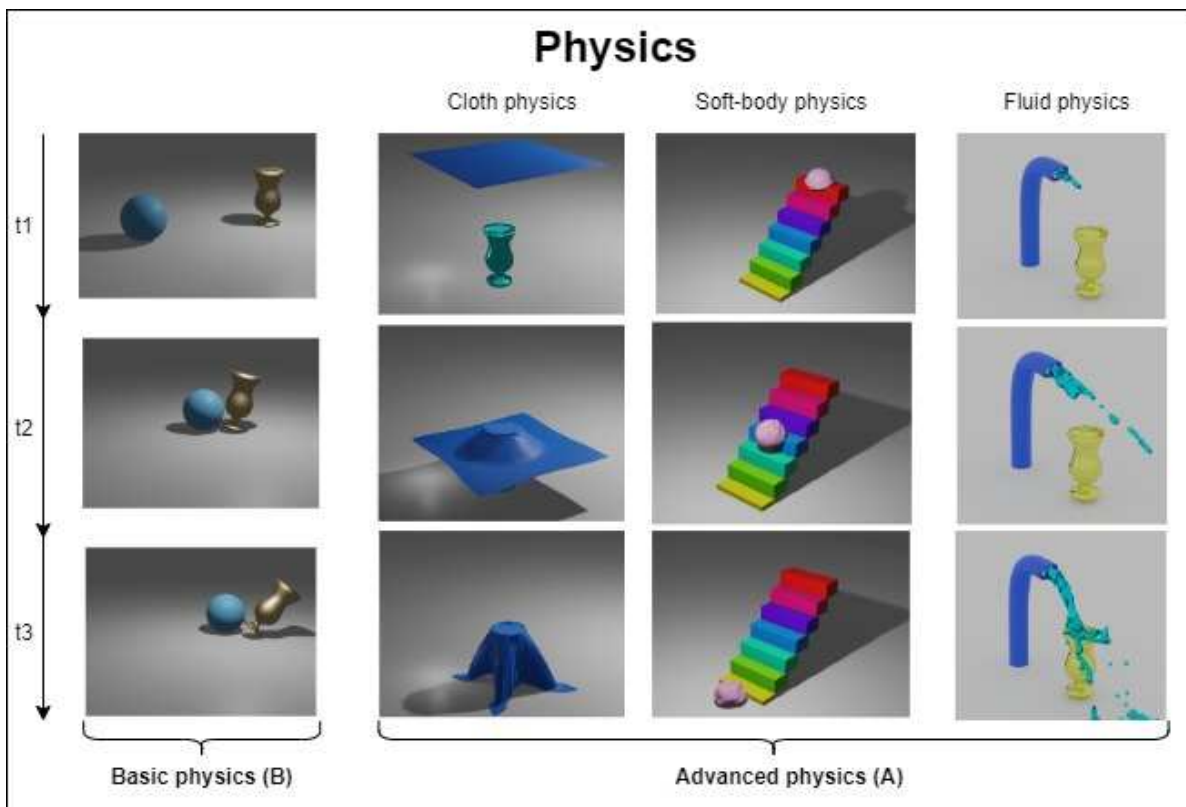 Physics
Cloth physics
Soft-body physics
Fluid physics
t1
t2
t3
Basic physics (B)
Advanced physics (A)